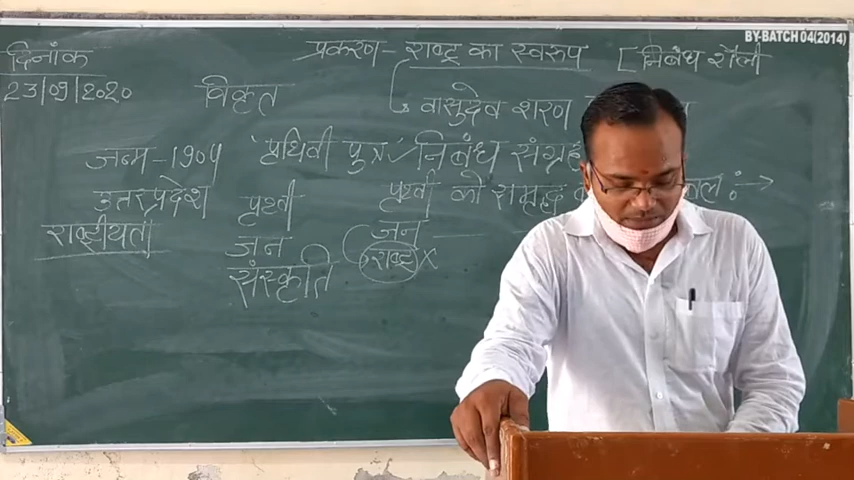 BY-BATCH 04(2014)
दिनांक
23/09/2020
प्रकरण - राष्ट्र का स्वरूप [निबंध शैली
विकृत
वासुदेव शरण
जन्म - 1904
'पृथिवी पुत्र' निबंध संग्रह
उत्तरप्रदेश
पृथ्वी को समृद्ध
राष्ट्रीयता
पृथ्वी
जन
संस्कृति
जन
राष्ट्र x